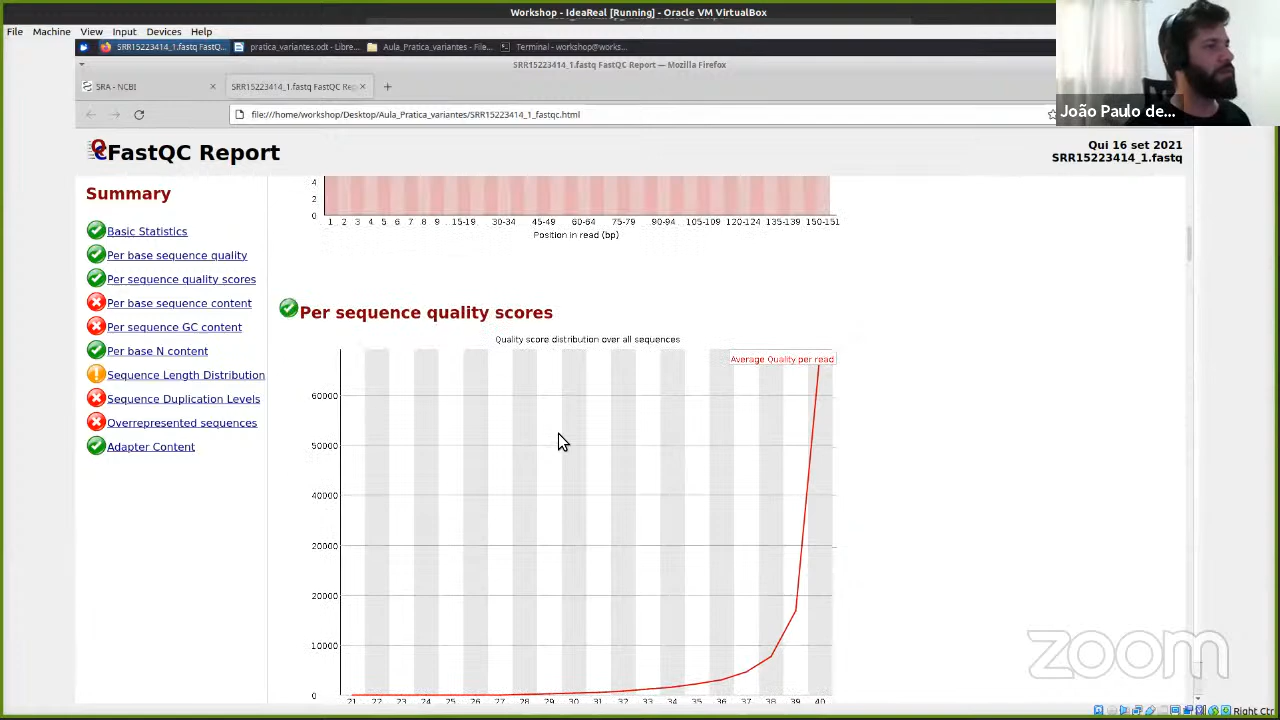 Workshop - IdeaReal [Running] - Oracle VM VirtualBox
File Machine View Input Devices Help
SRR15223414_1.fastq FastQ... pratica_variantes.odt - Libre... Aula_Pratica_variantes - File... Terminal - workshop@works...
SRR15223414_1.fastq FastQC Report — Mozilla Firefox
SRA - NCBI SRR15223414_1.fastq FastQC Rep
file:///home/workshop/Desktop/Aula_Pratica_variantes/SRR15223414_1_fastqc.html
João Paulo de...
FastQC Report
Qui 16 set 2021
SRR15223414_1.fastq
Summary
Basic Statistics
Per base sequence quality
Per sequence quality scores
Per base sequence content
Per sequence GC content
Per base N content
Sequence Length Distribution
Sequence Duplication Levels
Overrepresented sequences
Adapter Content
4
2
0
1 2 3 4 5 6 7 8 9 15-19 30-34 45-49 60-64 75-79 90-94 105-109 120-124 135-139 150-151
Position in read (bp)
Per sequence quality scores
Quality score distribution over all sequences
Average Quality per read
60000
50000
40000
20000
20000
10000
0
21 22 23 24 25 26 27 28 29 30 31 32 33 34 35 36 37 38 39 40
zoom
Right Ctrl